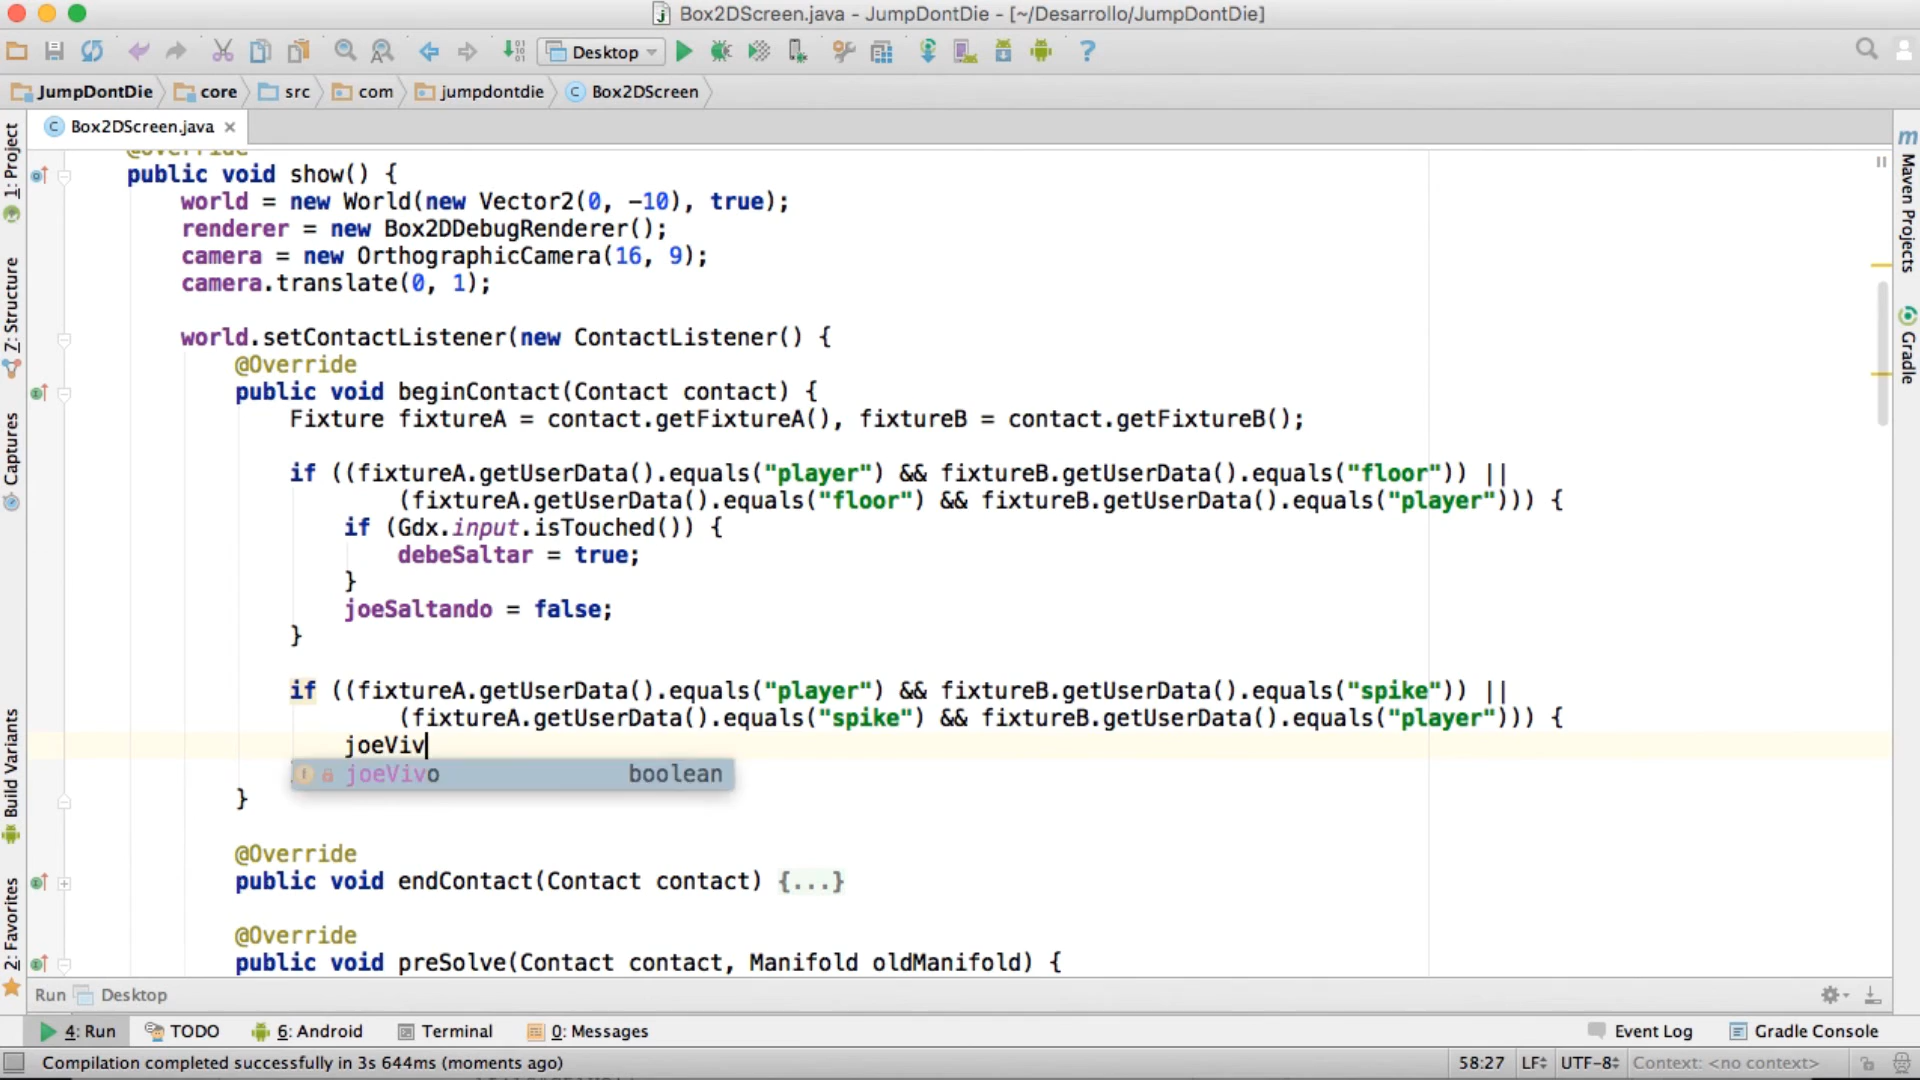 Box2DScreen.java - JumpDontDie - [~/Desarrollo/JumpDontDie]
Desktop
JumpDontDie core src com jumpdontdie Box2DScreen
Box2DScreen.java
@Override
public void show() {
world = new World(new Vector2(0, -10), true);
renderer = new Box2DDebugRenderer();
camera = new OrthographicCamera(16, 9);
camera.translate(0, 1);
world.setContactListener(new ContactListener() {
@Override
public void beginContact(Contact contact) {
Fixture fixtureA = contact.getFixtureA(), fixtureB = contact.getFixtureB();
if ((fixtureA.getUserData().equals("player") && fixtureB.getUserData().equals("floor")) ||
(fixtureA.getUserData().equals("floor") && fixtureB.getUserData().equals("player"))) {
if (Gdx.input.isTouched()) {
debeSaltar = true;
}
joeSaltando = false;
}
if ((fixtureA.getUserData().equals("player") && fixtureB.getUserData().equals("spike")) ||
(fixtureA.getUserData().equals("spike") && fixtureB.getUserData().equals("player"))) {
joeViv
joeVivo boolean
}
@Override
public void endContact(Contact contact) {...}
@Override
public void preSolve(Contact contact, Manifold oldManifold) {
1: Project
7: Structure
Captures
Build Variants
2: Favorites
Maven Projects
Gradle
Run Desktop
4: Run TODO 6: Android Terminal 0: Messages Event Log Gradle Console
Compilation completed successfully in 3s 644ms (moments ago) 58:27 LF UTF-8 Context: <no context>